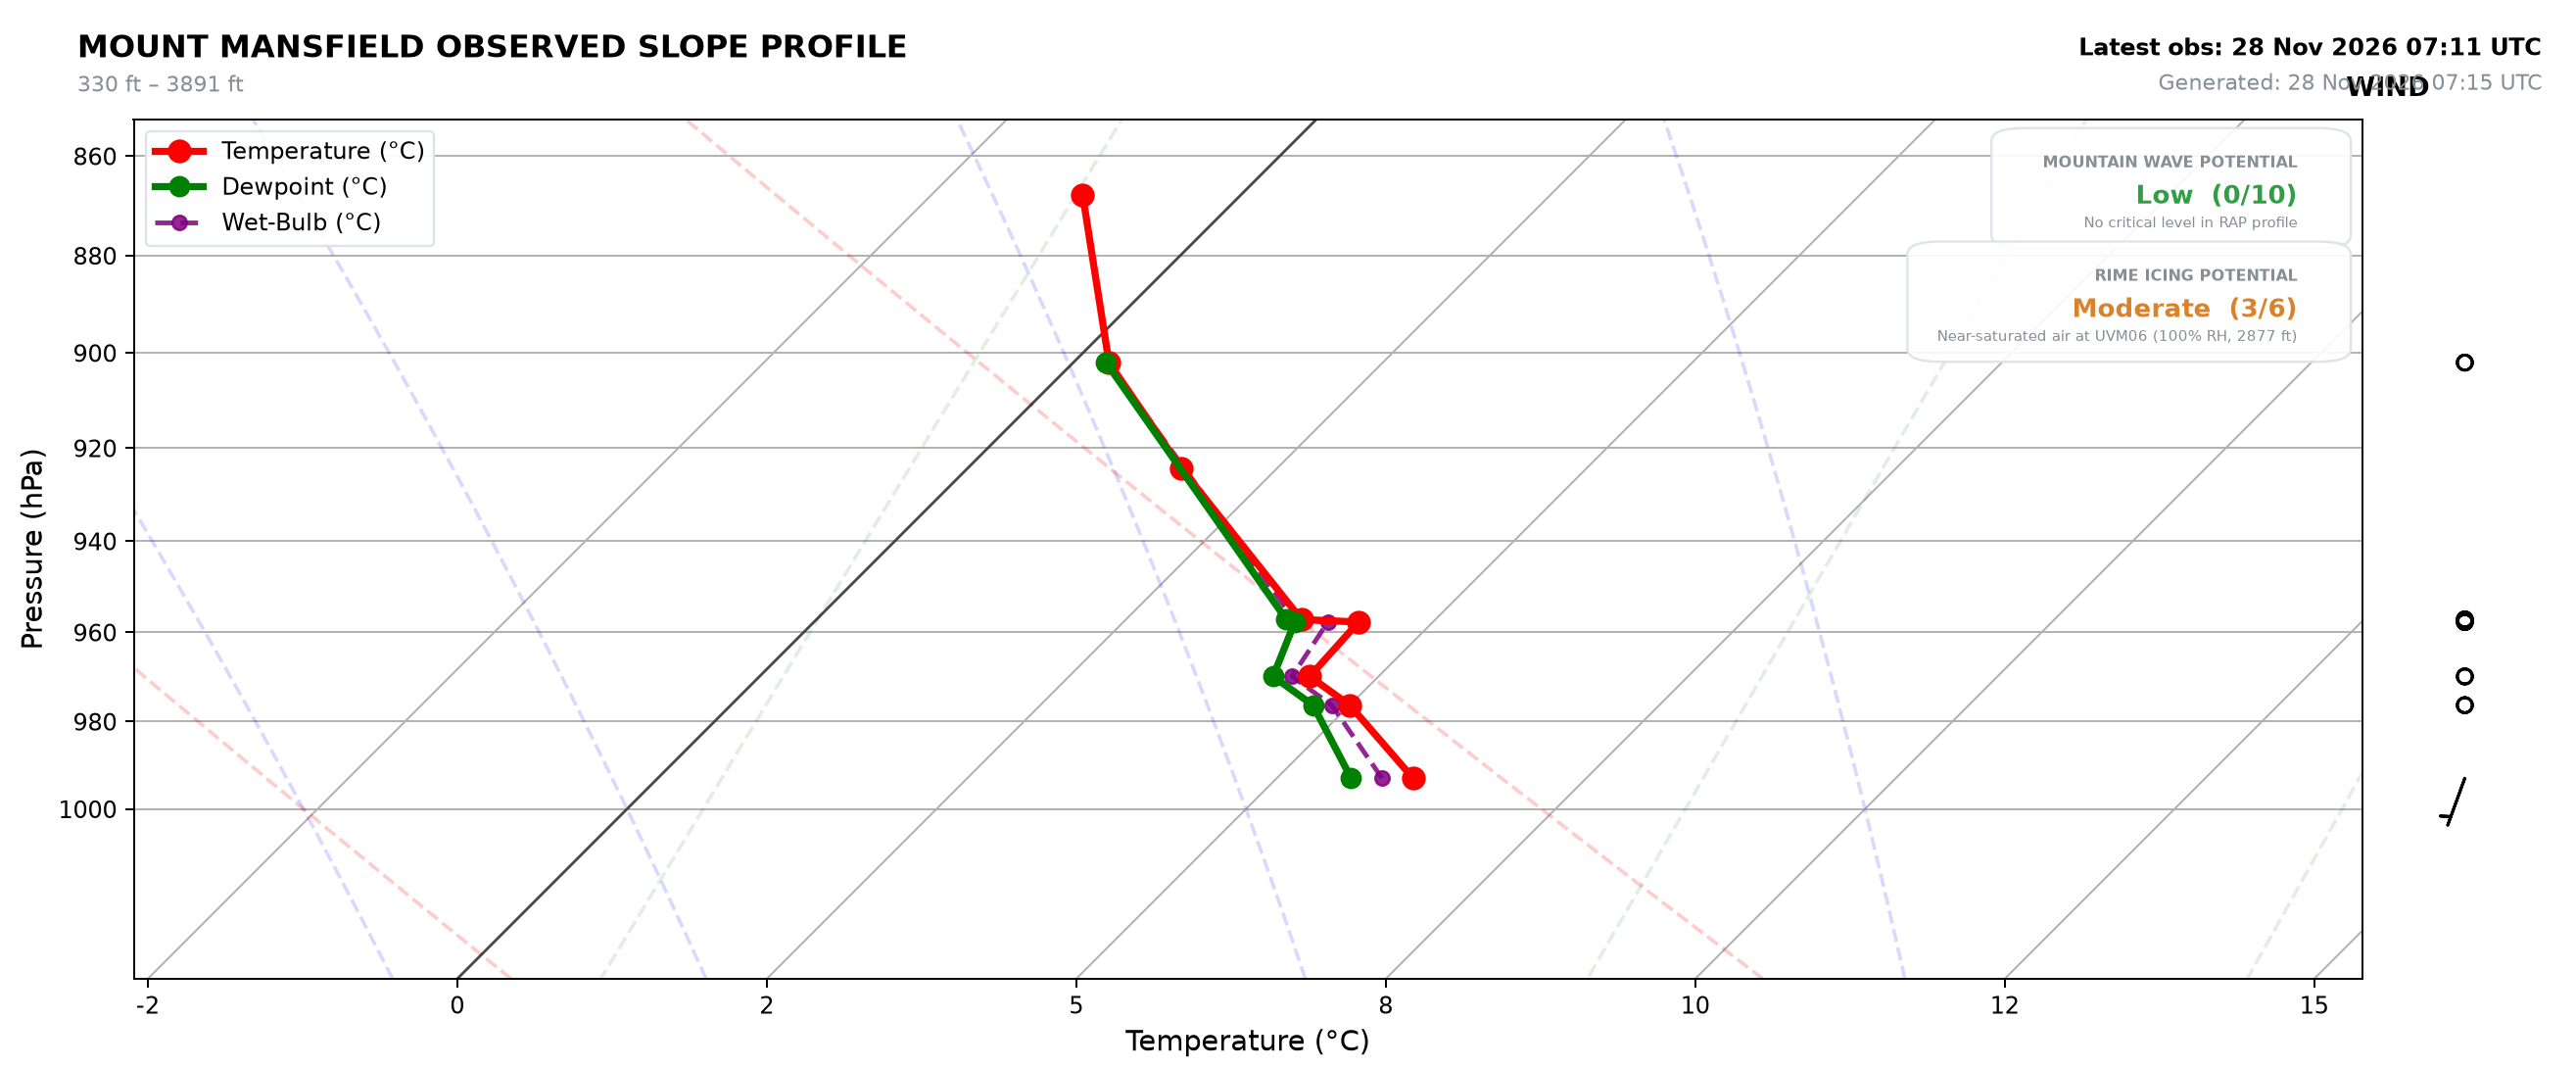 MOUNT MANSFIELD OBSERVED SLOPE PROFILE
330 ft – 3891 ft
Latest obs: 28 Nov 2026 07:11 UTC
Generated: 28 Nov 2026 07:15 UTC
WIND
Temperature (°C)
Dewpoint (°C)
Wet-Bulb (°C)
MOUNTAIN WAVE POTENTIAL
Low (0/10)
No critical level in RAP profile
RIME ICING POTENTIAL
Moderate (3/6)
Near-saturated air at UVM06 (100% RH, 2877 ft)
Pressure (hPa)
860
880
900
920
940
960
980
1000
-2 0 2 5 8 10 12 15
Temperature (°C)